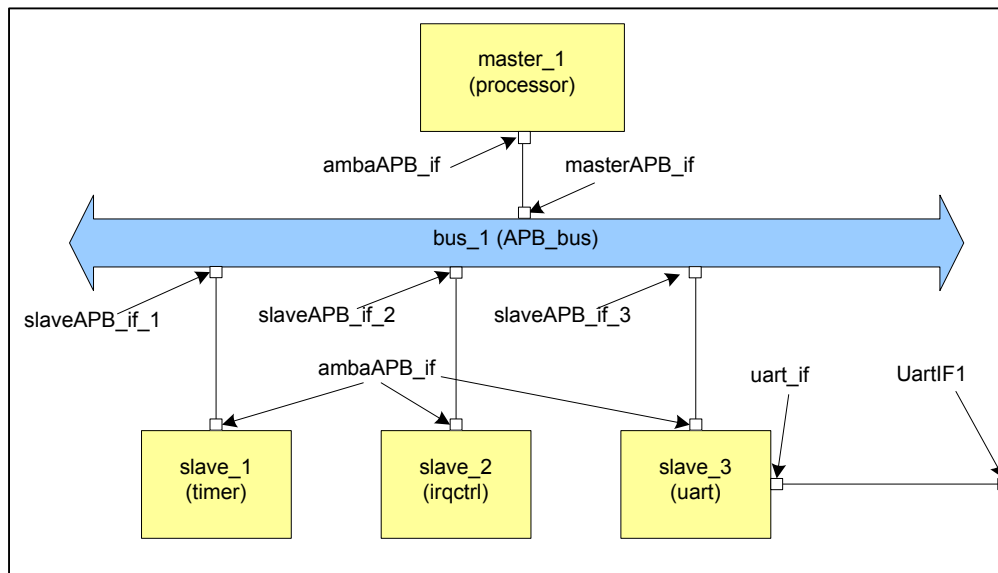 master_1
(processor)
ambaAPB_if
masterAPB_if
bus_1 (APB_bus)
slaveAPB_if_1
slaveAPB_if_2
slaveAPB_if_3
ambaAPB_if
uart_if
UartIF1
slave_1
(timer)
slave_2
(irqctrl)
slave_3
(uart)